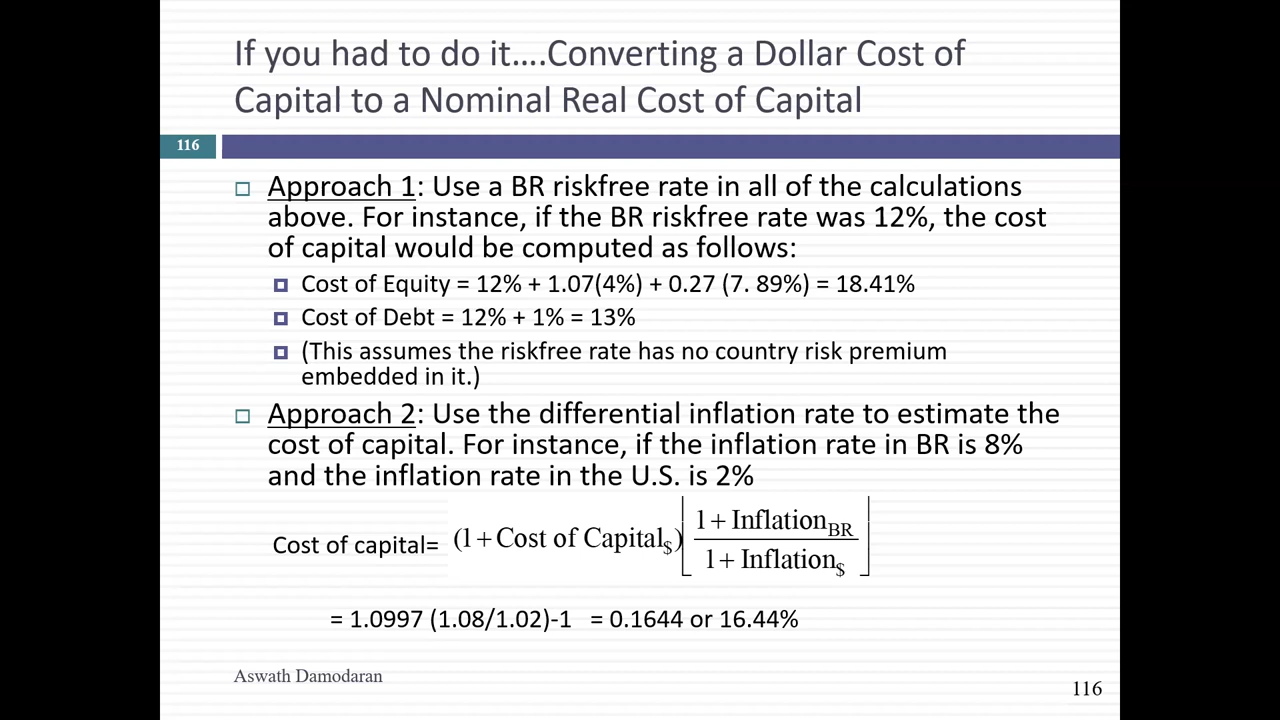 If you had to do it….Converting a Dollar Cost of
Capital to a Nominal Real Cost of Capital
116
Approach 1: Use a BR riskfree rate in all of the calculations
above. For instance, if the BR riskfree rate was 12%, the cost
of capital would be computed as follows:
Cost of Equity = 12% + 1.07(4%) + 0.27 (7. 89%) = 18.41%
Cost of Debt = 12% + 1% = 13%
(This assumes the riskfree rate has no country risk premium
embedded in it.)
Approach 2: Use the differential inflation rate to estimate the
cost of capital. For instance, if the inflation rate in BR is 8%
and the inflation rate in the U.S. is 2%
Cost of capital= (1 + Cost of Capital$) [(1 + InflationBR) / (1 + Inflation$)]
= 1.0997 (1.08/1.02)-1 = 0.1644 or 16.44%
Aswath Damodaran
116